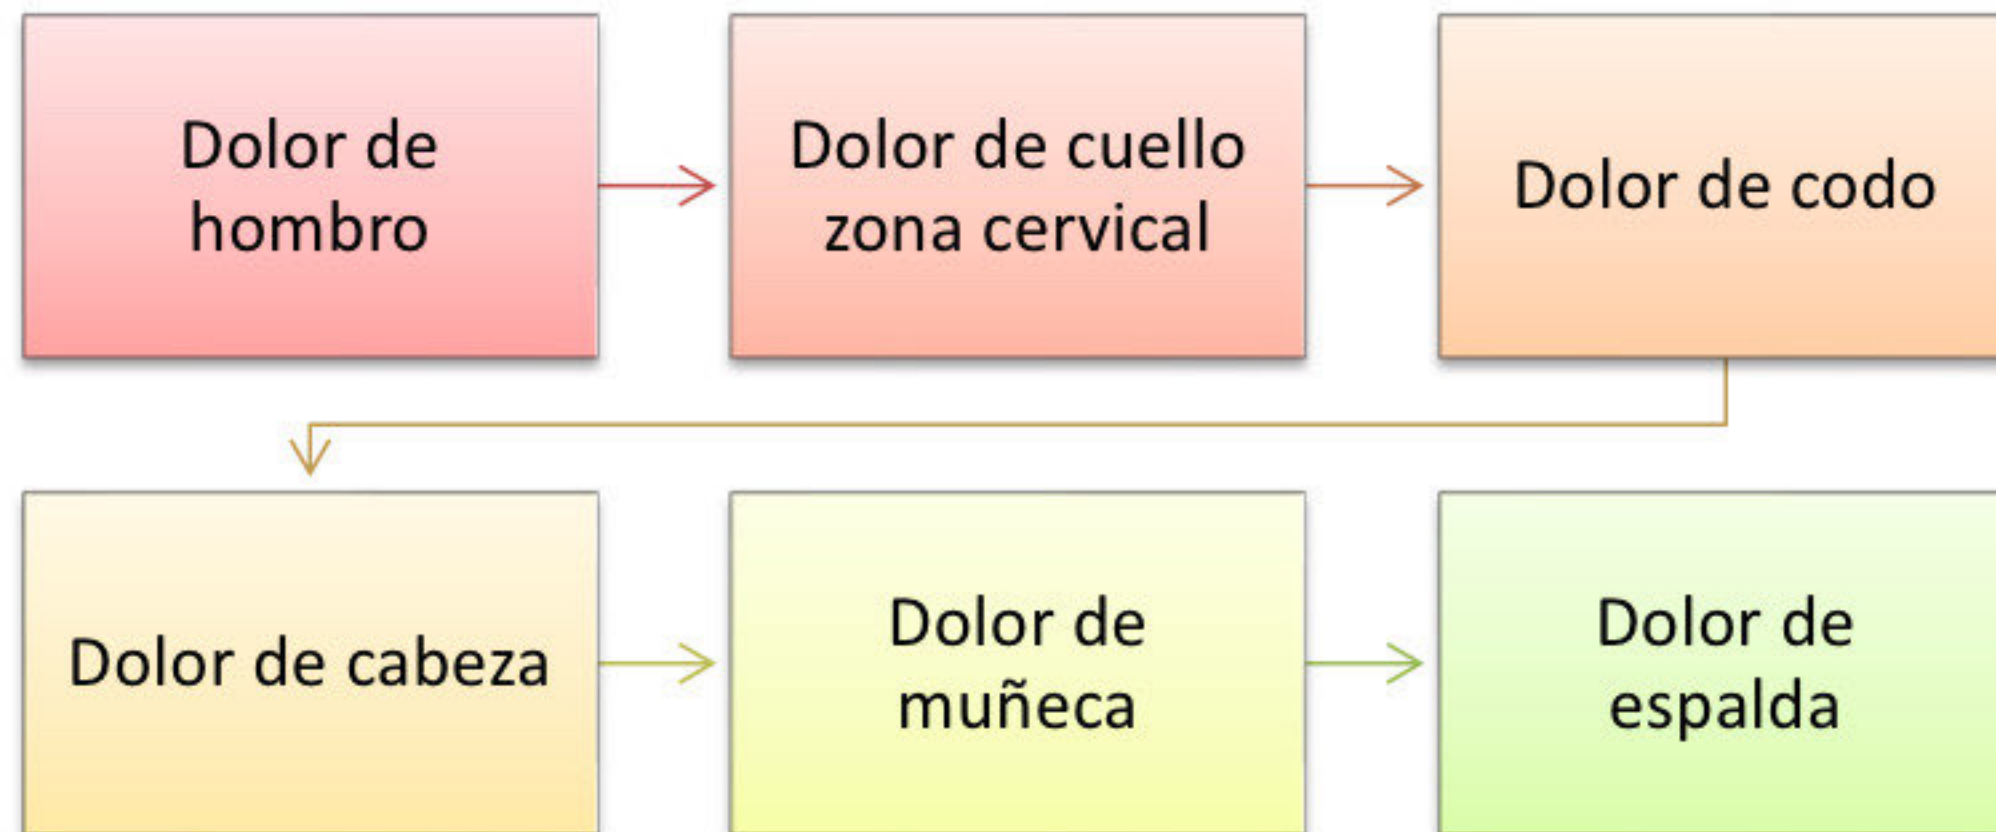 Dolor de
hombro
Dolor de cuello
zona cervical
Dolor de codo
Dolor de cabeza
Dolor de
muñeca
Dolor de
espalda